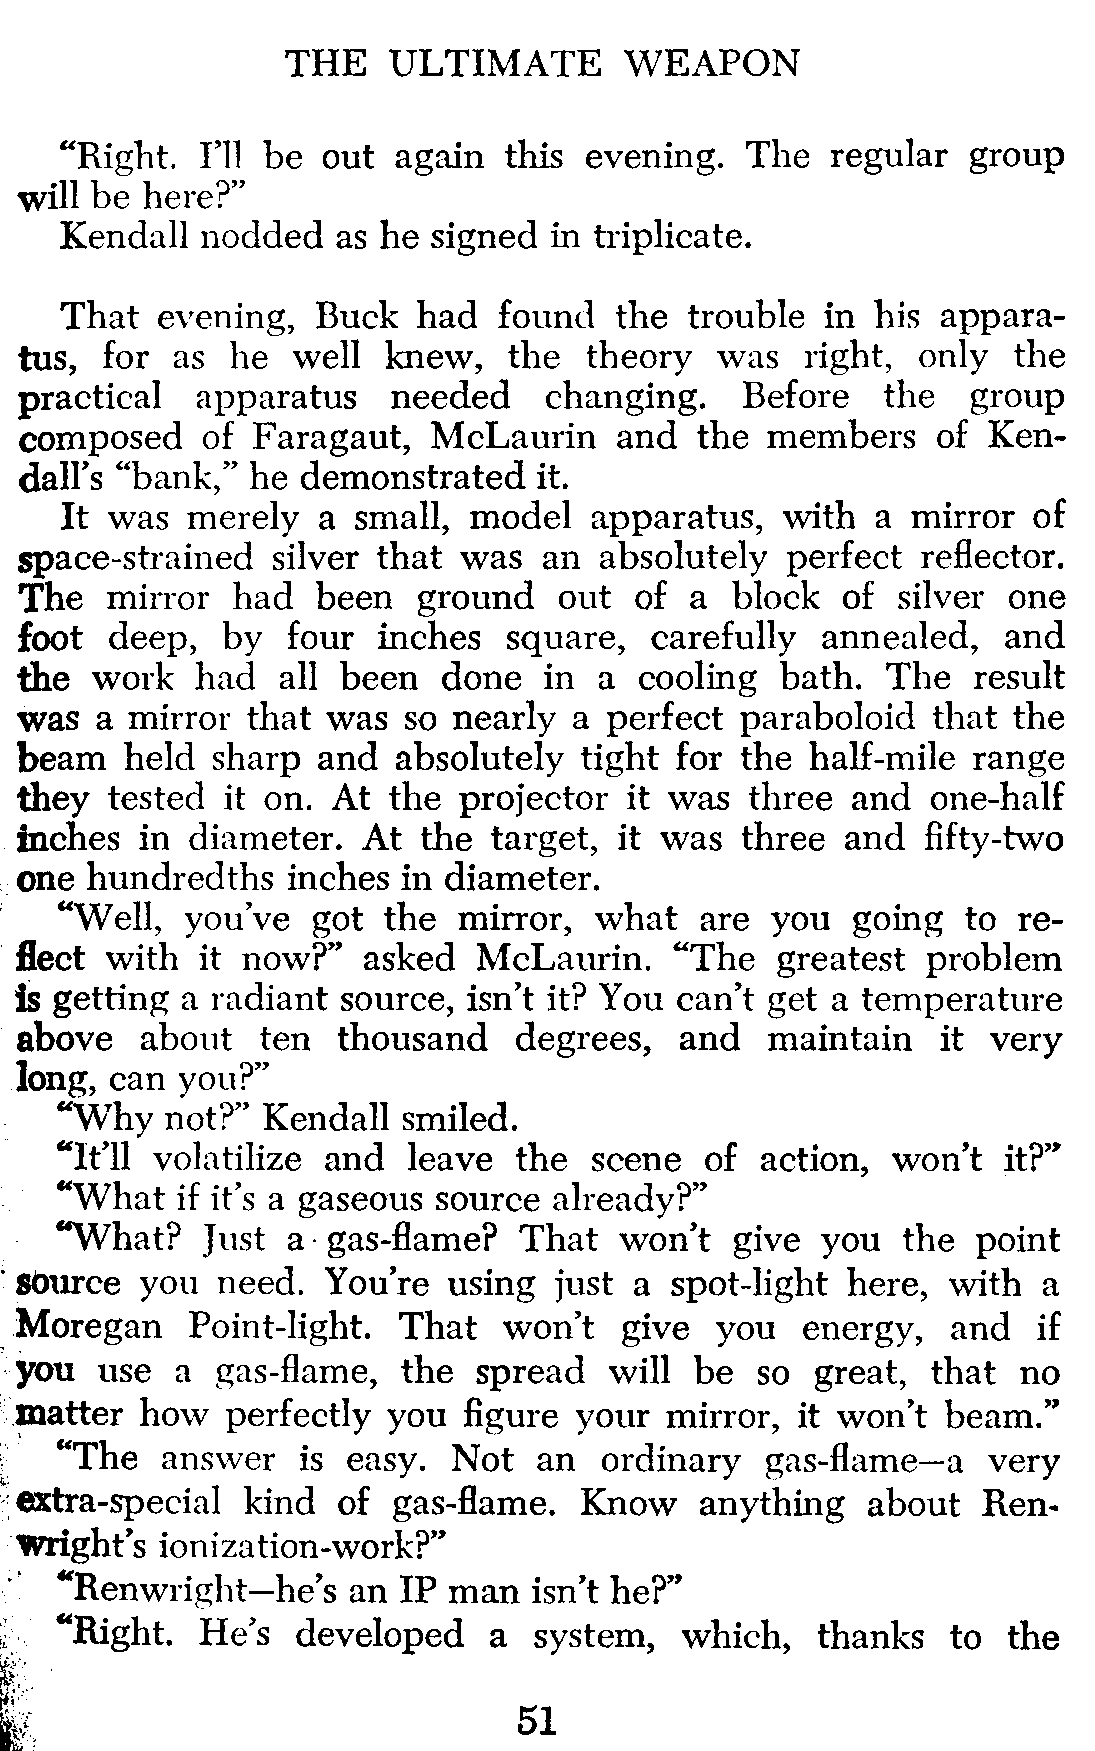 THE ULTIMATE WEAPON
“Right. I’ll be out again this evening. The regular group
will be here?”
Kendall nodded as he signed in triplicate.
That evening, Buck had found the trouble in his appara-
tus, for as he well knew, the theory was right, only the
practical apparatus needed changing. Before the group
composed of Faragaut, McLaurin and the members of Ken-
dall’s “bank,” he demonstrated it.
It was merely a small, model apparatus, with a mirror of
space-strained silver that was an absolutely perfect reflector.
The mirror had been ground out of a block of silver one
foot deep, by four inches square, carefully annealed, and
the work had all been done in a cooling bath. The result
was a mirror that was so nearly a perfect paraboloid that the
beam held sharp and absolutely tight for the half-mile range
they tested it on. At the projector it was three and one-half
inches in diameter. At the target, it was three and fifty-two
one hundredths inches in diameter.
“Well, you’ve got the mirror, what are you going to re-
flect with it now?” asked McLaurin. “The greatest problem
is getting a radiant source, isn’t it? You can’t get a temperature
above about ten thousand degrees, and maintain it very
long, can you?”
“Why not?” Kendall smiled.
“It’ll volatilize and leave the scene of action, won’t it?”
“What if it’s a gaseous source already?”
“What? Just a gas-flame? That won’t give you the point
source you need. You’re using just a spot-light here, with a
Moregan Point-light. That won’t give you energy, and if
you use a gas-flame, the spread will be so great, that no
matter how perfectly you figure your mirror, it won’t beam.”
“The answer is easy. Not an ordinary gas-flame—a very
extra-special kind of gas-flame. Know anything about Ren-
wright’s ionization-work?”
“Renwright—he’s an IP man isn’t he?”
“Right. He’s developed a system, which, thanks to the
51